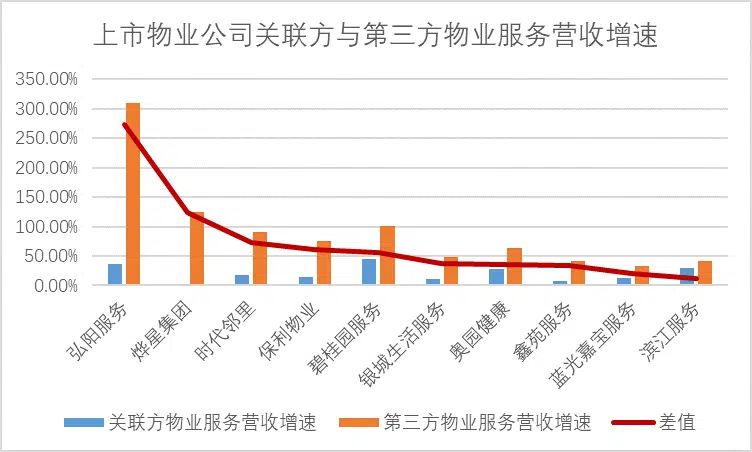 上市物业公司关联方与第三方物业服务营收增速
350.00%
300.00%
250.00%
200.00%
150.00%
100.00%
50.00%
0.00%
弘阳服务
烨星集团
时代邻里
保利物业
碧桂园服务
银城生活服务
奥园健康
鑫苑服务
蓝光嘉宝服务
滨江服务
关联方物业服务营收增速
第三方物业服务营收增速
差值